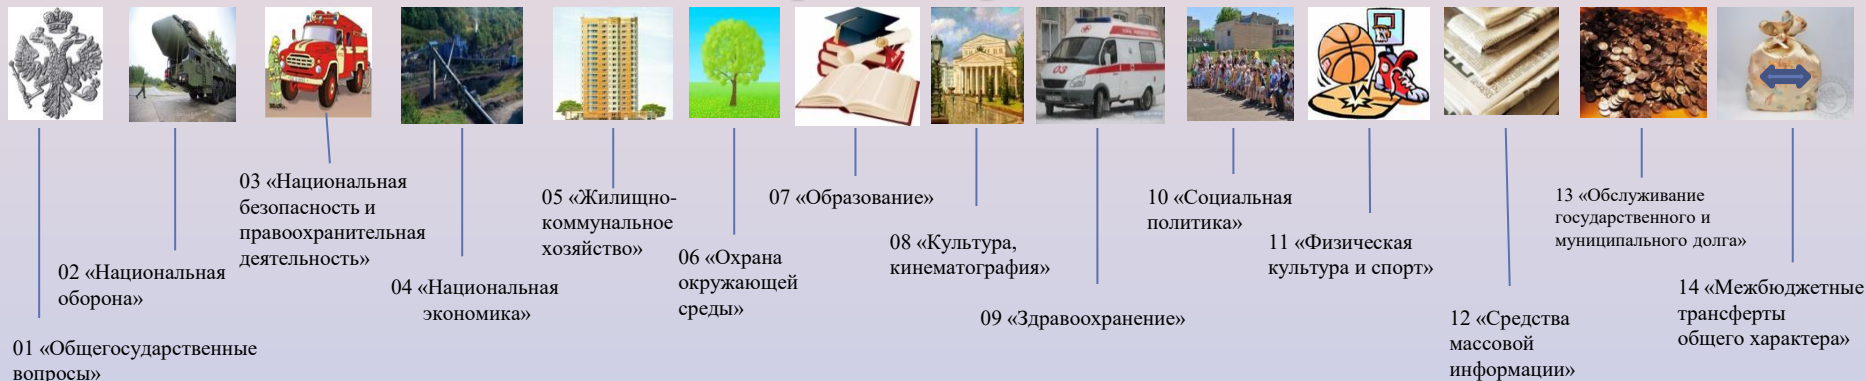 01 «Общегосударственные
вопросы»
02 «Национальная
оборона»
03 «Национальная
безопасность и
правоохранительная
деятельность»
04 «Национальная
экономика»
05 «Жилищно-
коммунальное
хозяйство»
06 «Охрана
окружающей
среды»
07 «Образование»
08 «Культура,
кинематография»
03
09 «Здравоохранение»
10 «Социальная
политика»
11 «Физическая
культура и спорт»
12 «Средства
массовой
информации»
13 «Обслуживание
государственного и
муниципального долга»
14 «Межбюджетные
трансферты
общего характера»